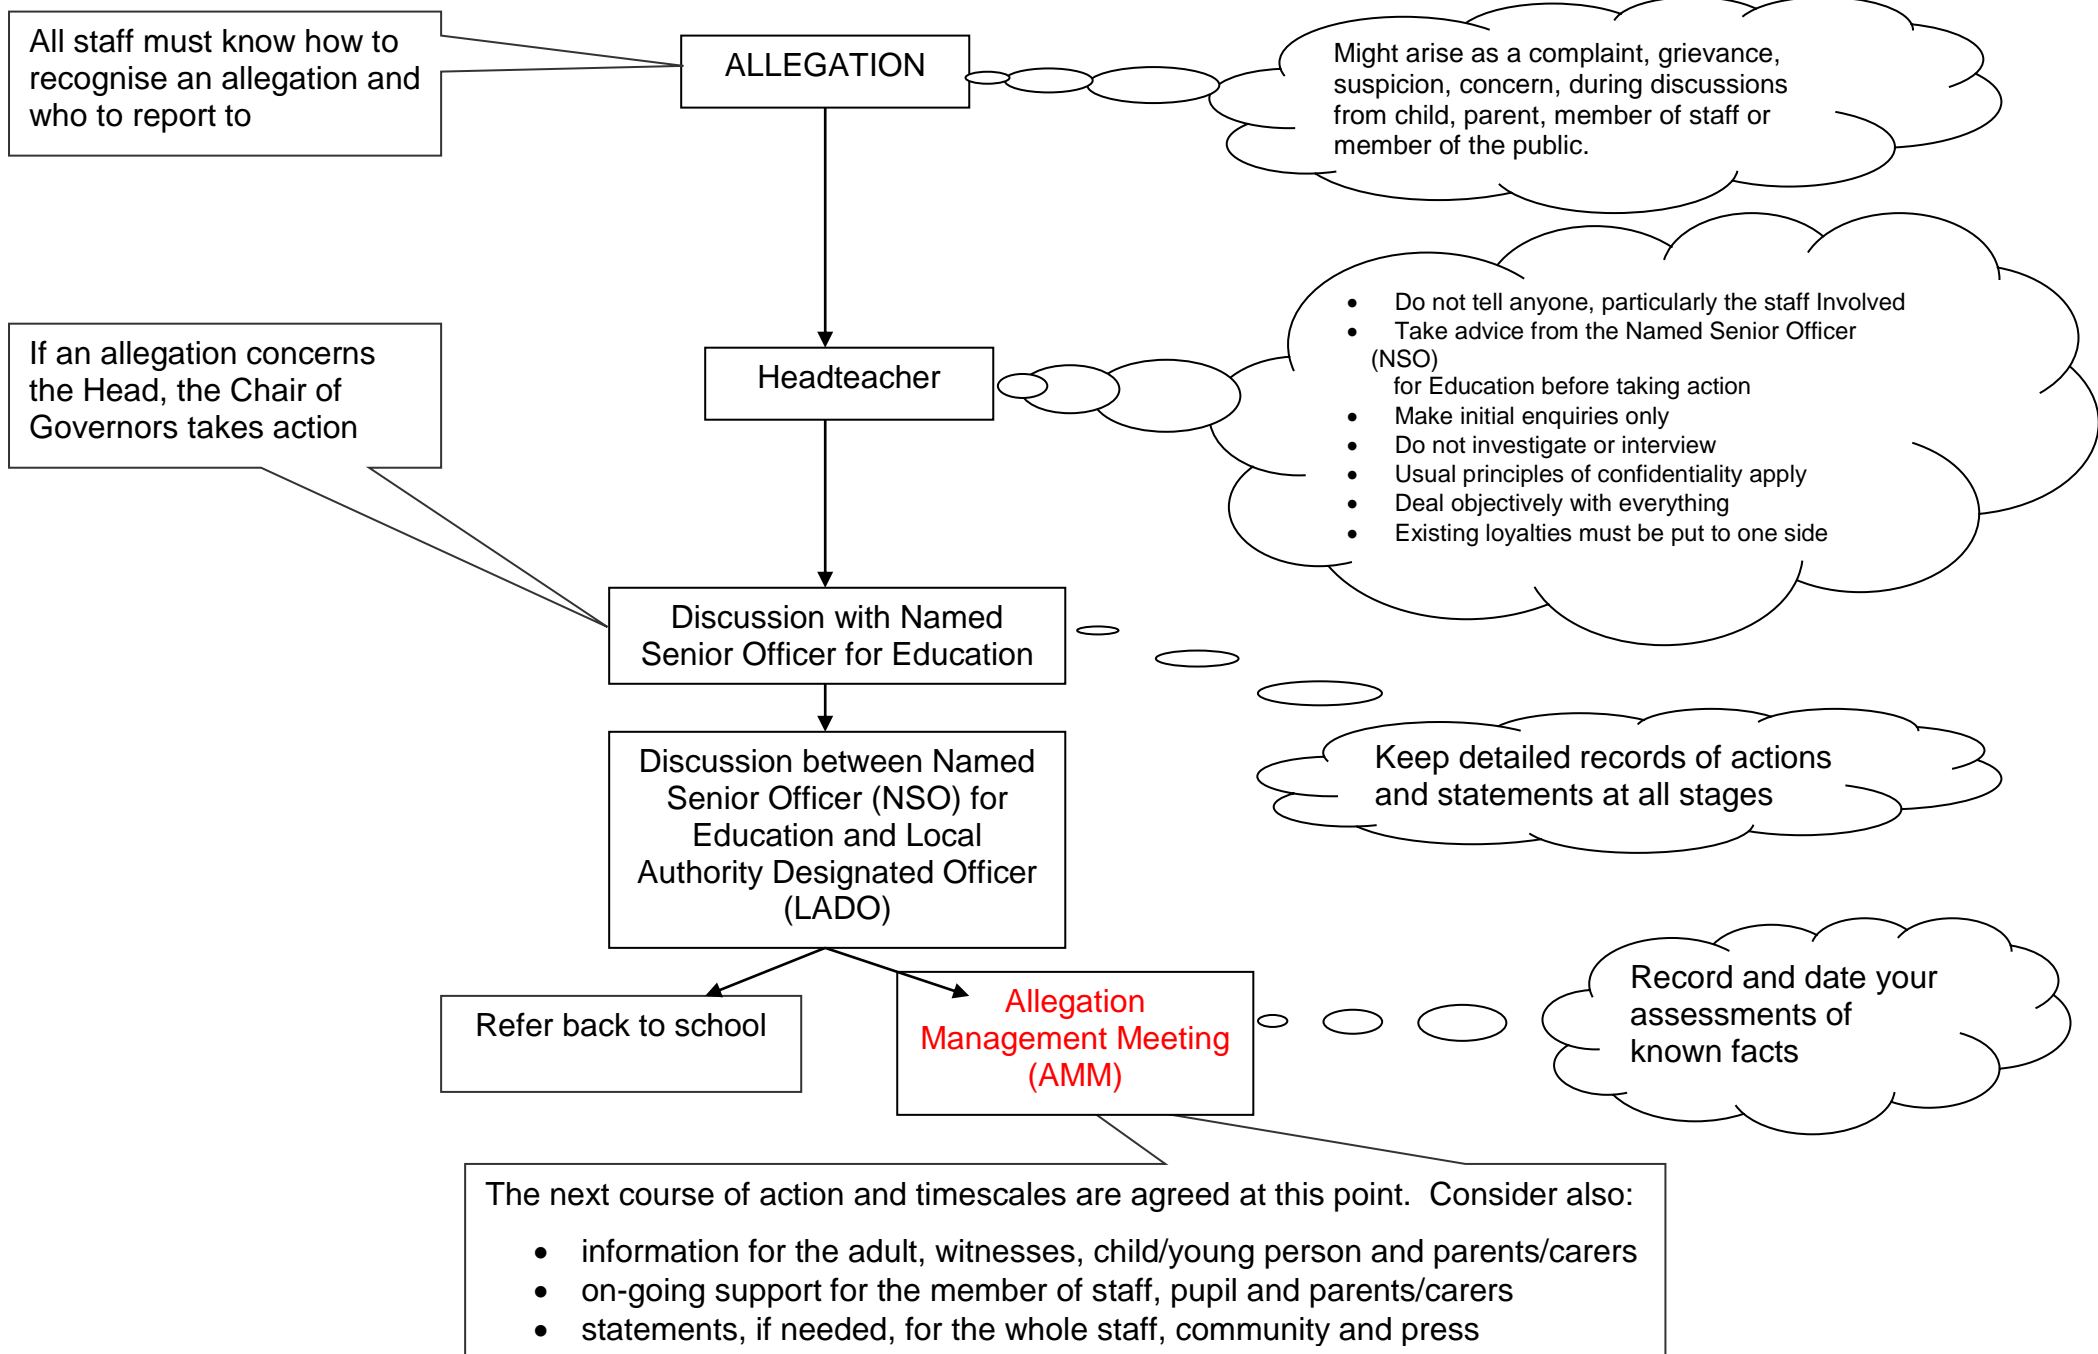 All staff must know how to
recognise an allegation and
who to report to
ALLEGATION
Might arise as a complaint, grievance,
suspicion, concern, during discussions
from child, parent, member of staff or
member of the public.
If an allegation concerns
the Head, the Chair of
Governors takes action
Headteacher
• Do not tell anyone, particularly the staff Involved
• Take advice from the Named Senior Officer
(NSO)
for Education before taking action
• Make initial enquiries only
• Do not investigate or interview
• Usual principles of confidentiality apply
• Deal objectively with everything
• Existing loyalties must be put to one side
Discussion with Named
Senior Officer for Education
Keep detailed records of actions
and statements at all stages
Discussion between Named
Senior Officer (NSO) for
Education and Local
Authority Designated Officer
(LADO)
Refer back to school
Allegation
Management Meeting
(AMM)
Record and date your
assessments of
known facts
The next course of action and timescales are agreed at this point.  Consider also:
• information for the adult, witnesses, child/young person and parents/carers
• on-going support for the member of staff, pupil and parents/carers
• statements, if needed, for the whole staff, community and press